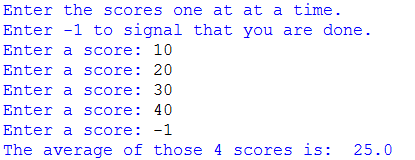 Enter the scores one at at a time.
Enter -1 to signal that you are done.
Enter a score: 10
Enter a score: 20
Enter a score: 30
Enter a score: 40
Enter a score: -1
The average of those 4 scores is:  25.0